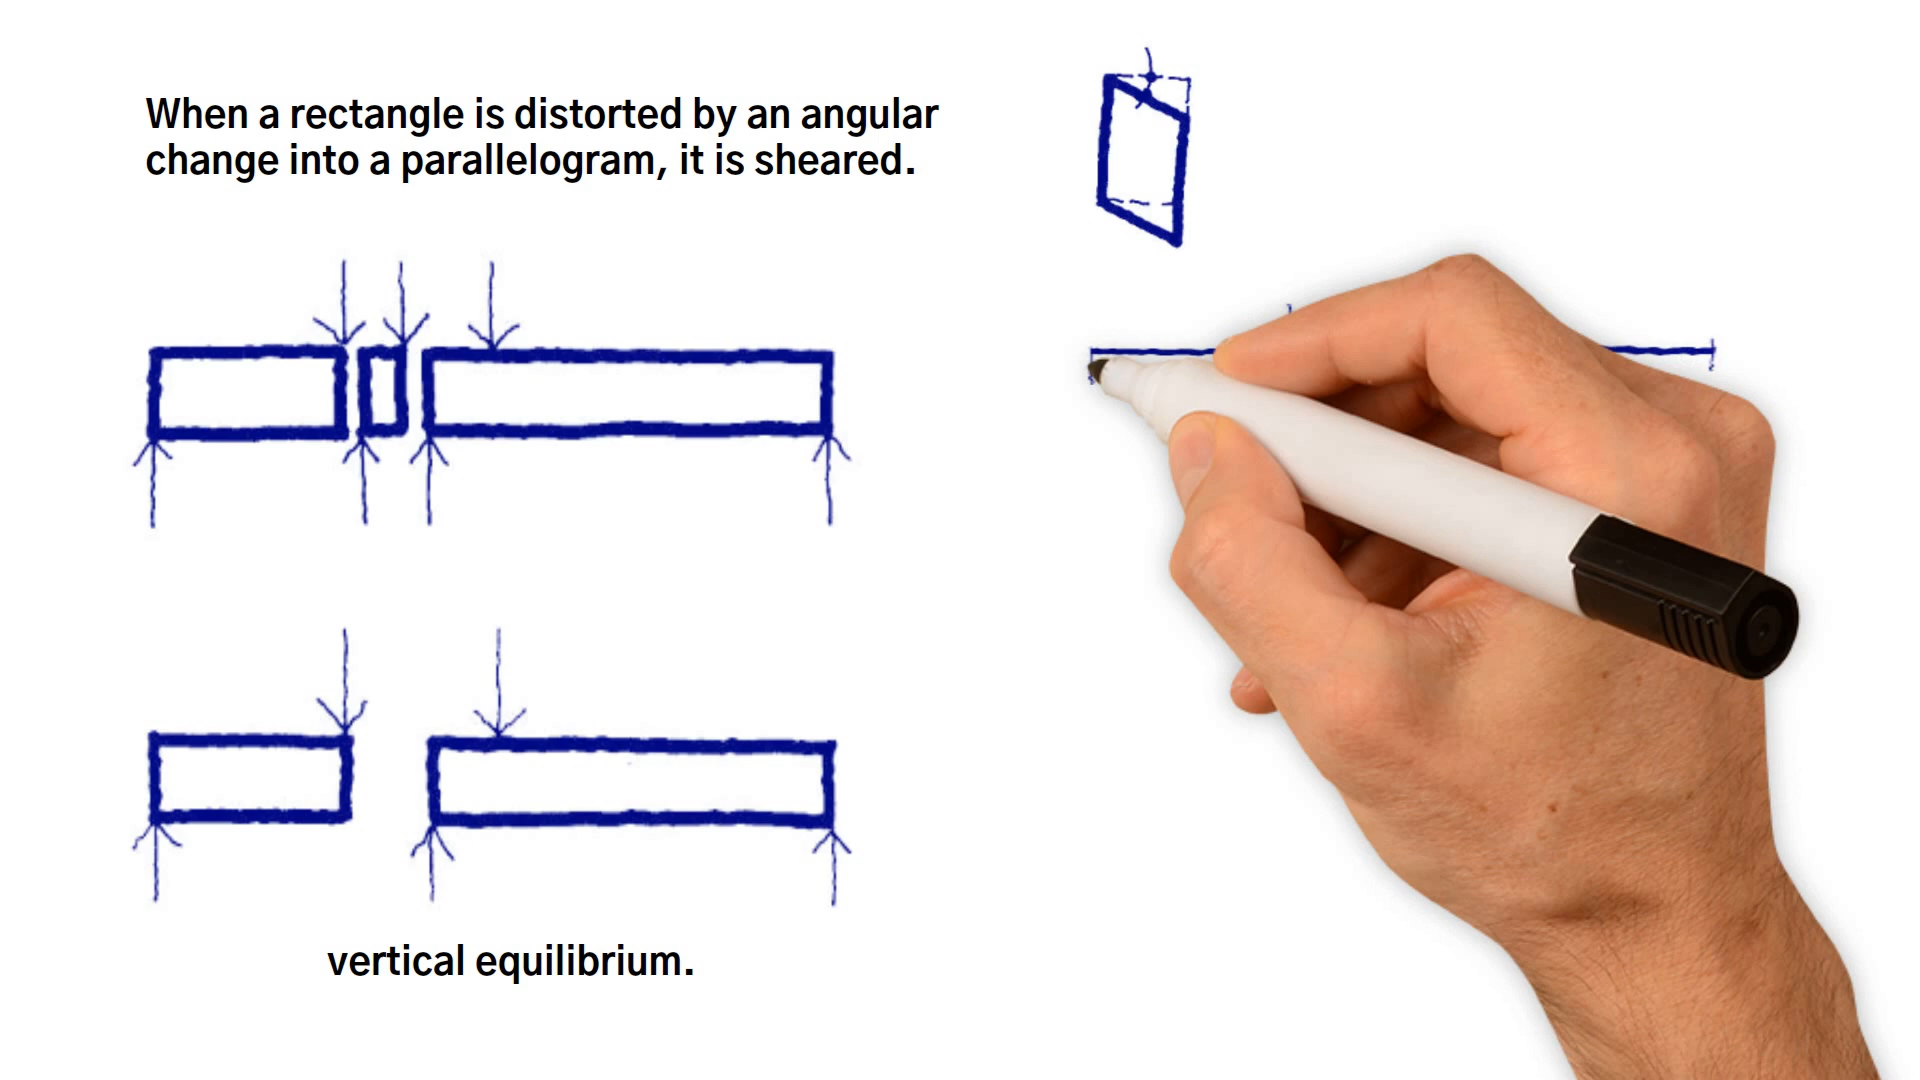 When a rectangle is distorted by an angular
change into a parallelogram, it is sheared.
vertical equilibrium.